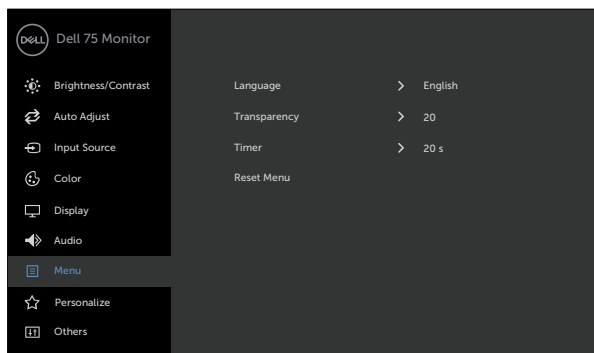 DELL Dell 75 Monitor
Brightness/Contrast
Auto Adjust
Input Source
Color
Display
Audio
Menu
Personalize
Others
Language > English
Transparency > 20
Timer > 20 s
Reset Menu